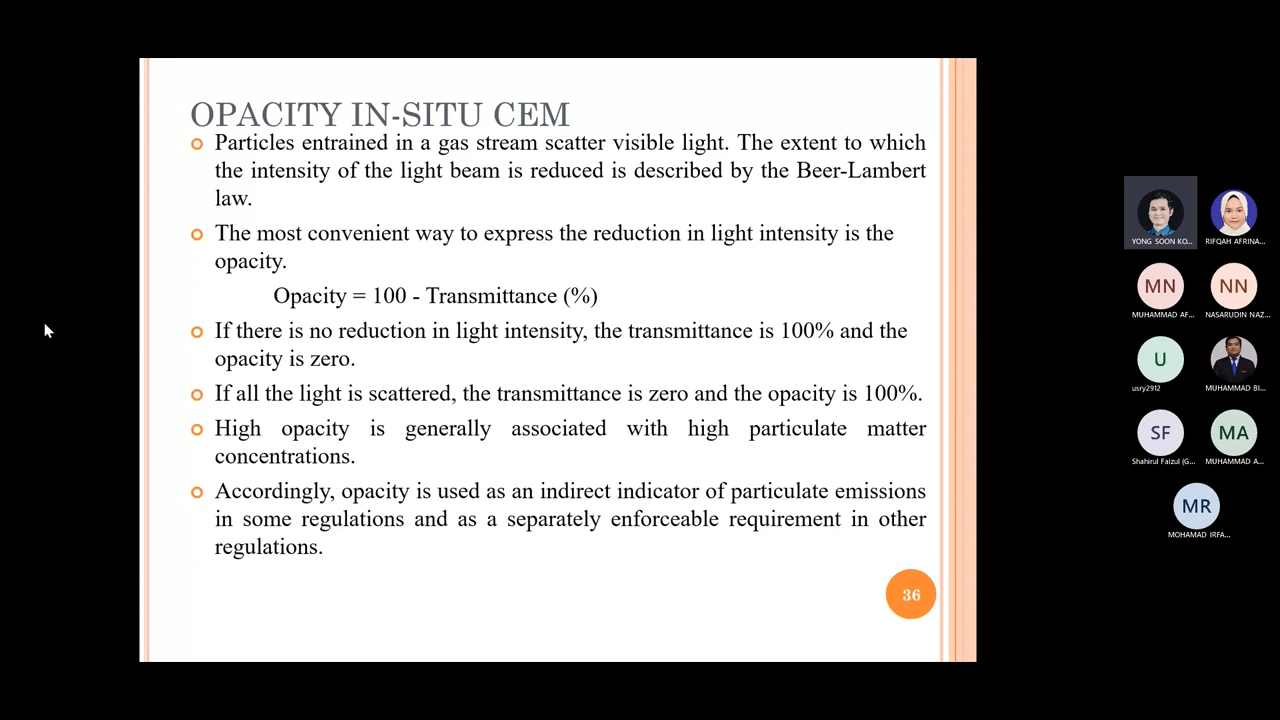 OPACITY IN-SITU CEM
Particles entrained in a gas stream scatter visible light. The extent to which
the intensity of the light beam is reduced is described by the Beer-Lambert
law.
The most convenient way to express the reduction in light intensity is the
opacity.
Opacity = 100 - Transmittance (%)
If there is no reduction in light intensity, the transmittance is 100% and the
opacity is zero.
If all the light is scattered, the transmittance is zero and the opacity is 100%.
High opacity is generally associated with high particulate matter
concentrations.
Accordingly, opacity is used as an indirect indicator of particulate emissions
in some regulations and as a separately enforceable requirement in other
regulations.
36
YONG SOON KO...
RIFQAH AFRINA...
MN
NN
MUHAMMAD AF...
NASARUDIN NAZ...
U
usry2912
MUHAMMAD BI...
SF
MA
Shahirul Faizul (G...
MUHAMMAD A...
MR
MOHAMAD IRFA...